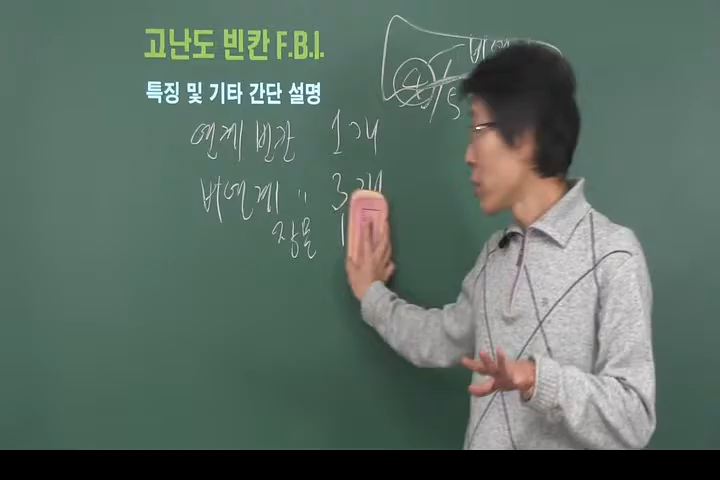 고난도 빈칸 F.B.I.
특징 및 기타 간단 설명
연계 빈칸 1개
비연계 〃 3개
장문 1